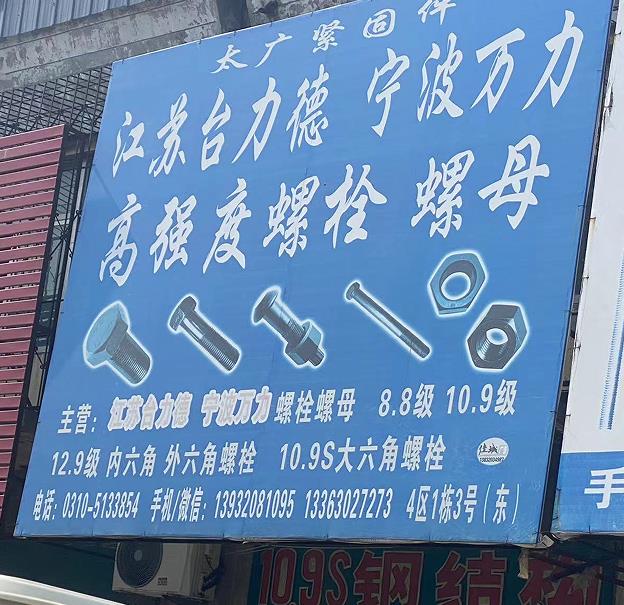 太广紧固件
江苏台力德 宁波万力
高强度螺栓 螺母
主营：江苏台力德 宁波万力 螺栓螺母 8.8级 10.9级
12.9级 内六角 外六角螺栓 10.9S大六角螺栓
电话：0310-5133854 手机/微信：13932081095 13363027273 4区1栋3号（东）
手
10.9S钢结构